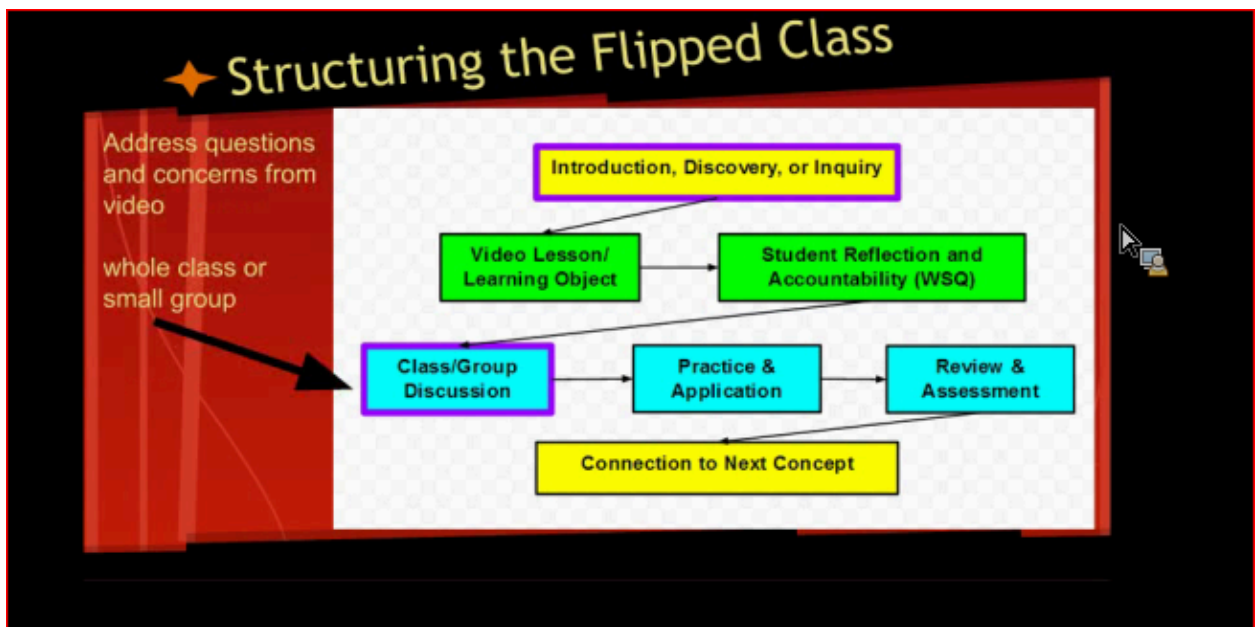 Structuring the Flipped Class
Address questions
and concerns from
video
whole class or
small group
Introduction, Discovery, or Inquiry
Video Lesson/
Learning Object
Student Reflection and
Accountability (WSQ)
Class/Group
Discussion
Practice &
Application
Review &
Assessment
Connection to Next Concept